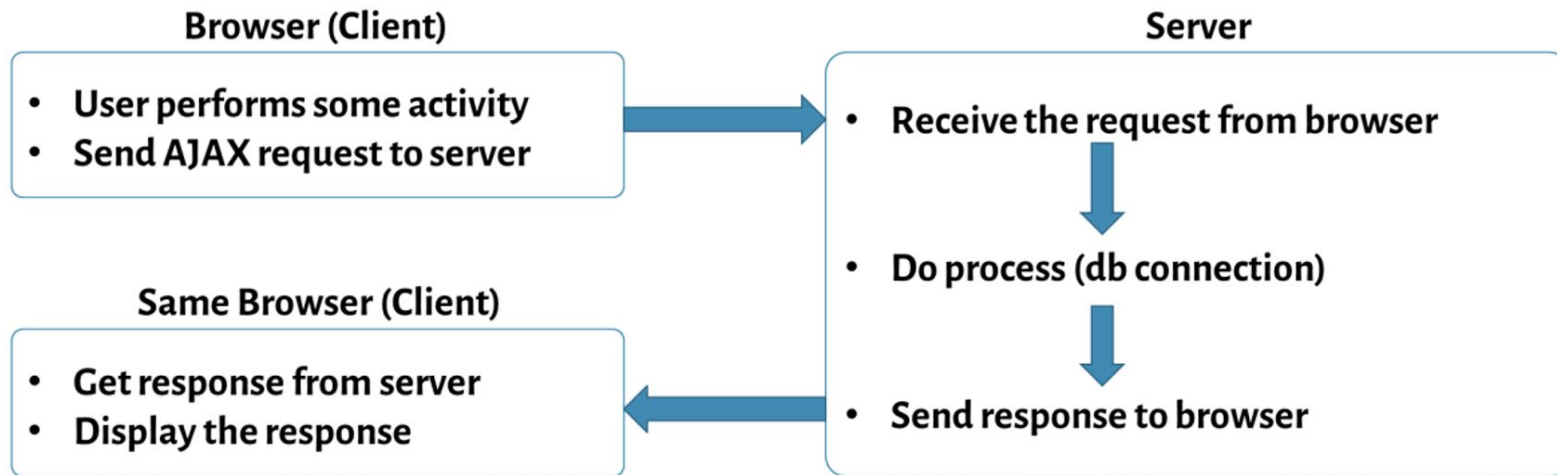 Browser (Client)
• User performs some activity
• Send AJAX request to server
Server
• Receive the request from browser
• Do process (db connection)
• Send response to browser
Same Browser (Client)
• Get response from server
• Display the response